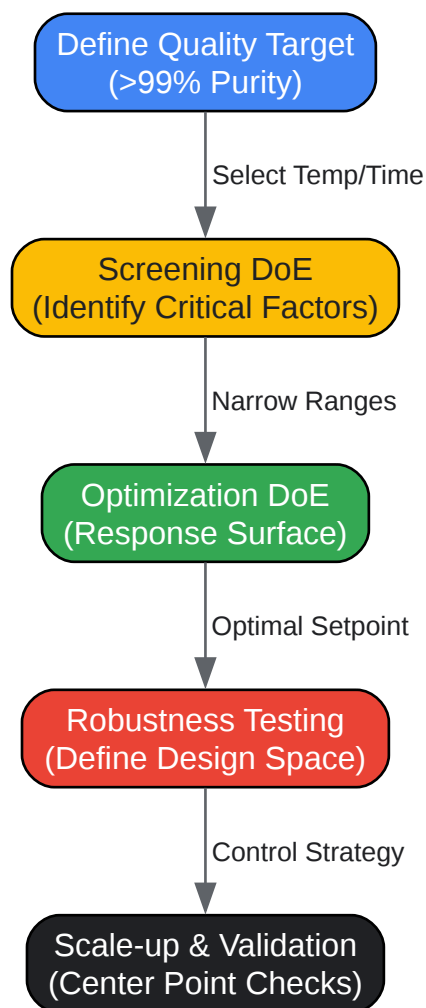 Define Quality Target
(>99% Purity)
Select Temp/Time
Screening DoE
(Identify Critical Factors)
Narrow Ranges
Optimization DoE
(Response Surface)
Optimal Setpoint
Robustness Testing
(Define Design Space)
Control Strategy
Scale-up & Validation
(Center Point Checks)